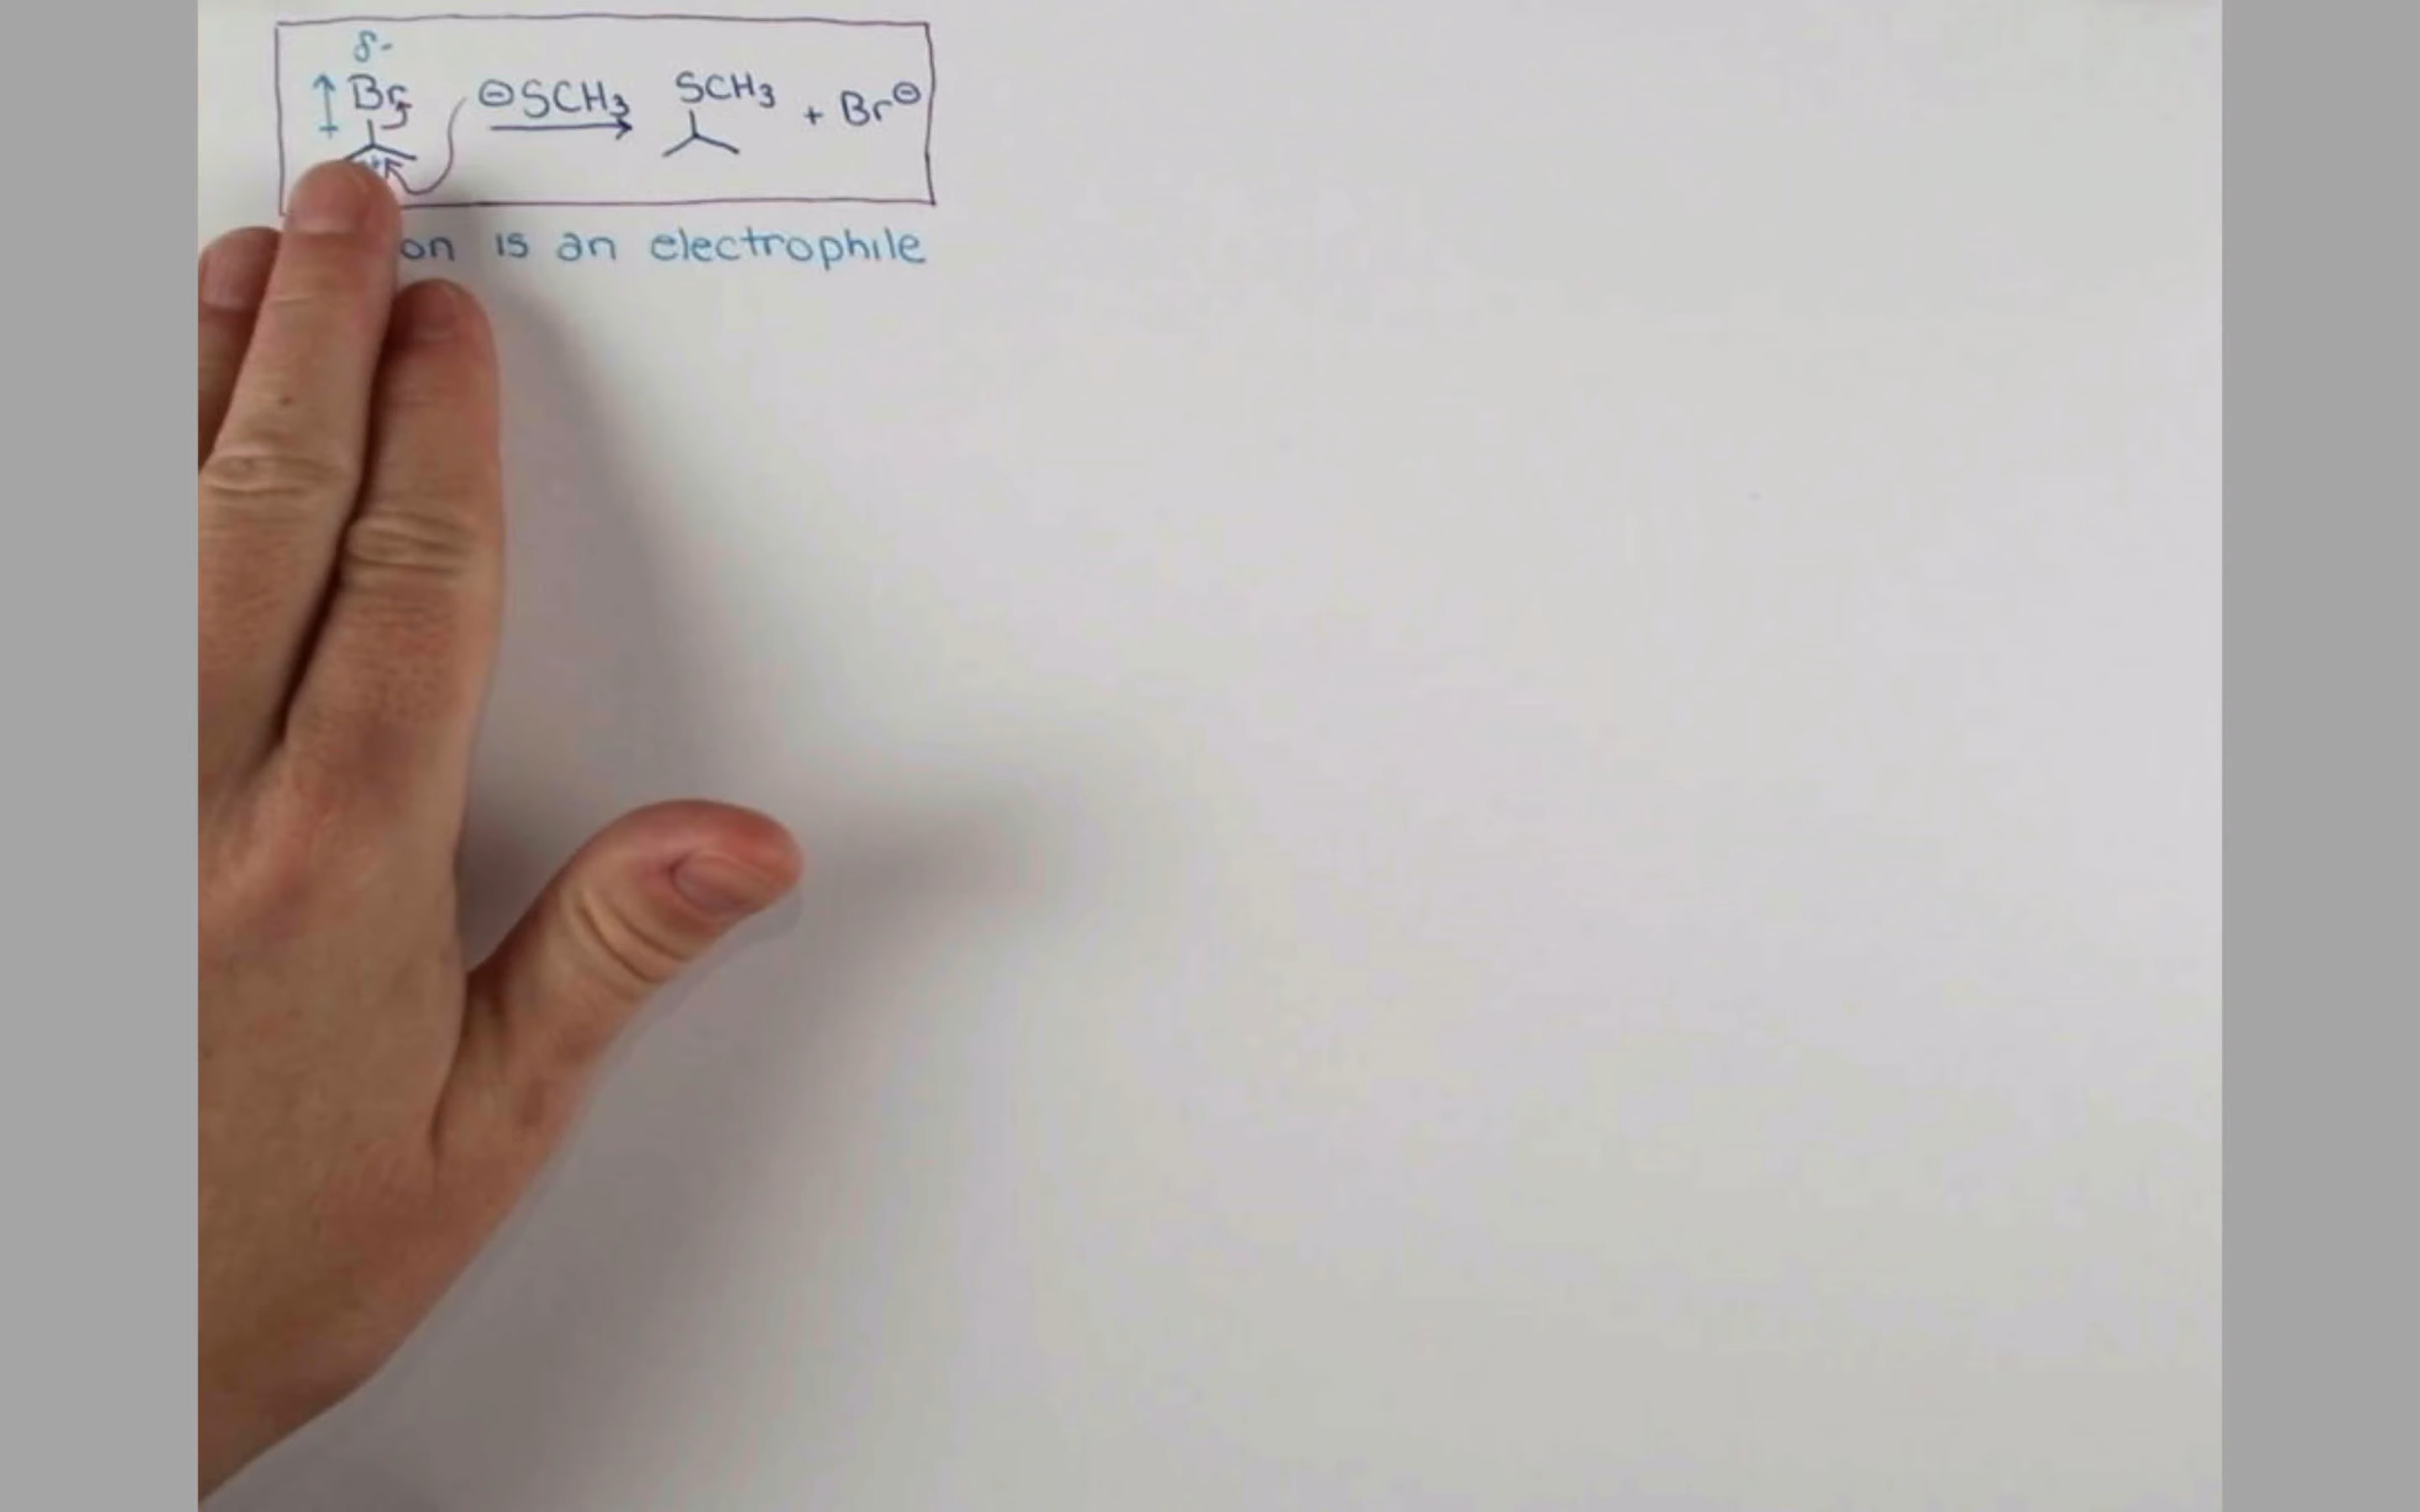 δ-
Br ⊖SCH3 SCH3 + Br⊖
on is an electrophile